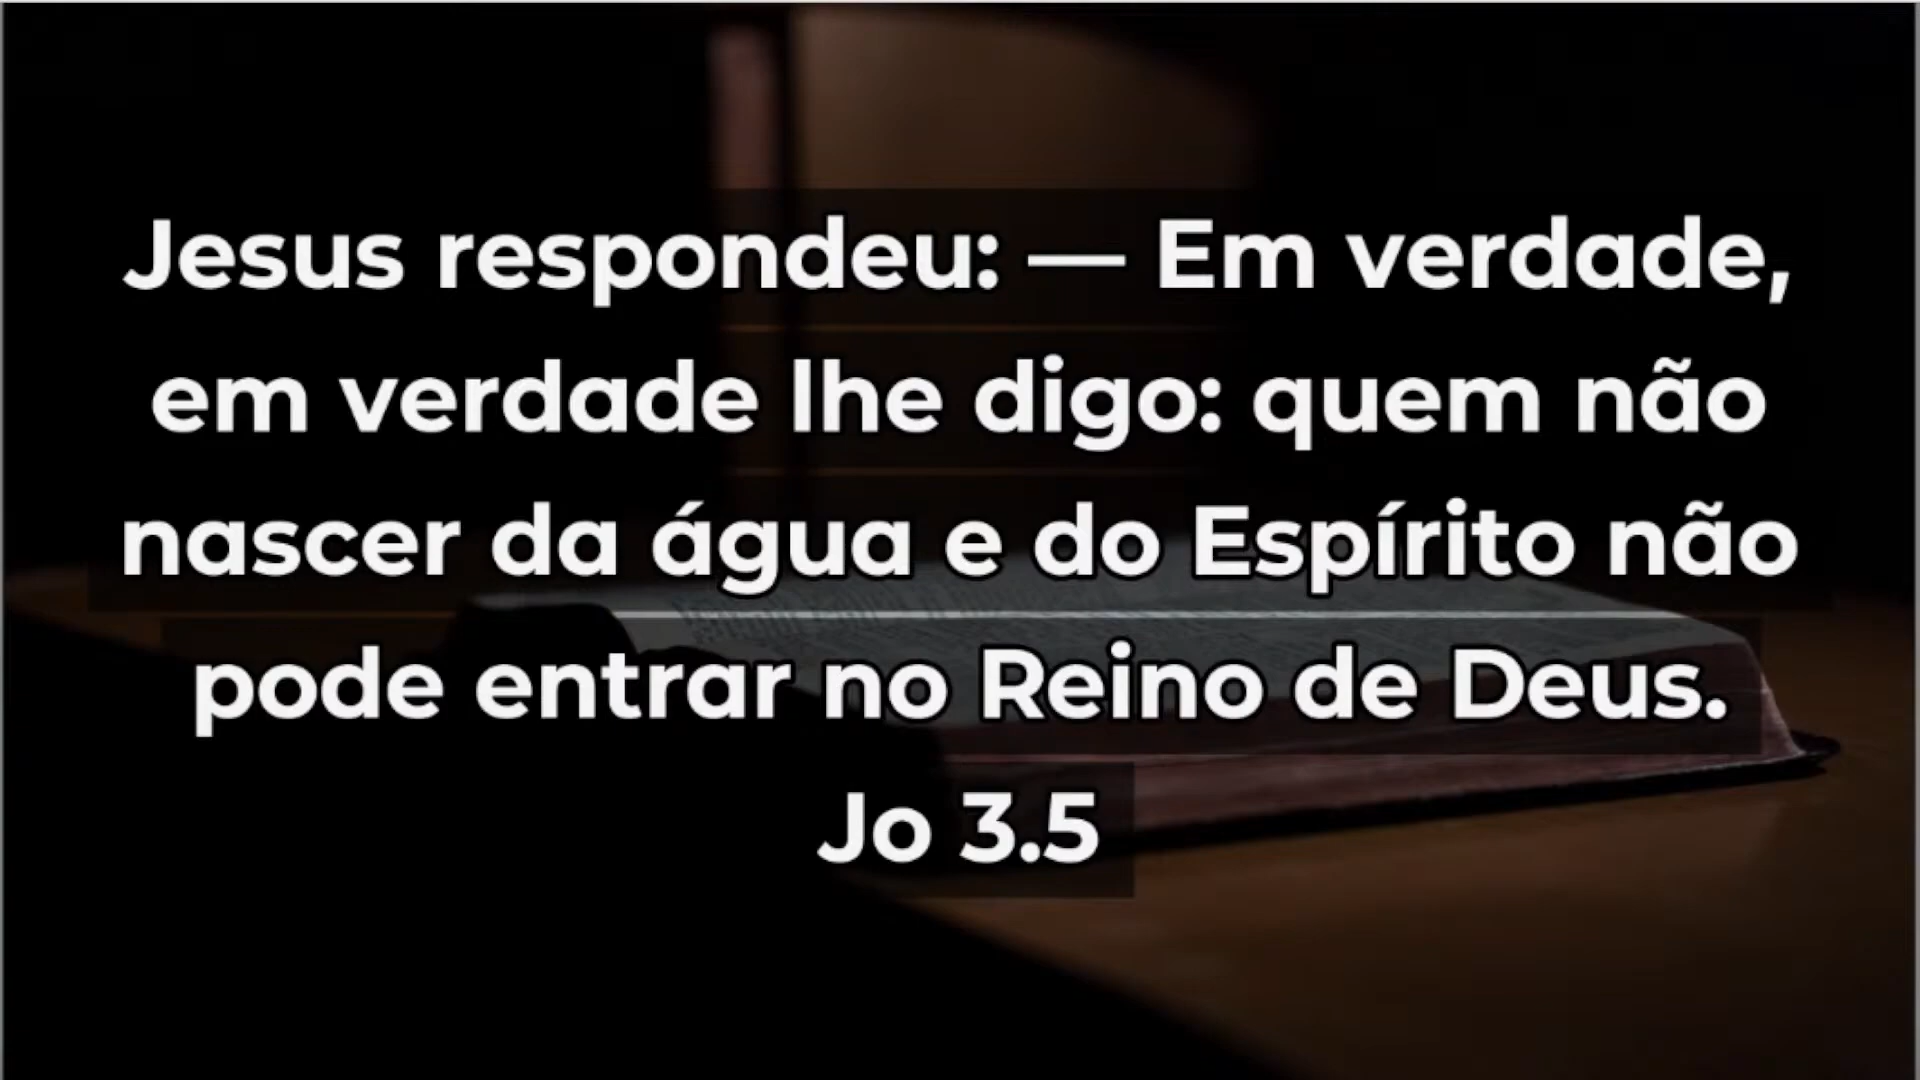 Jesus respondeu: — Em verdade,
em verdade lhe digo: quem não
nascer da água e do Espírito não
pode entrar no Reino de Deus.
Jo 3.5